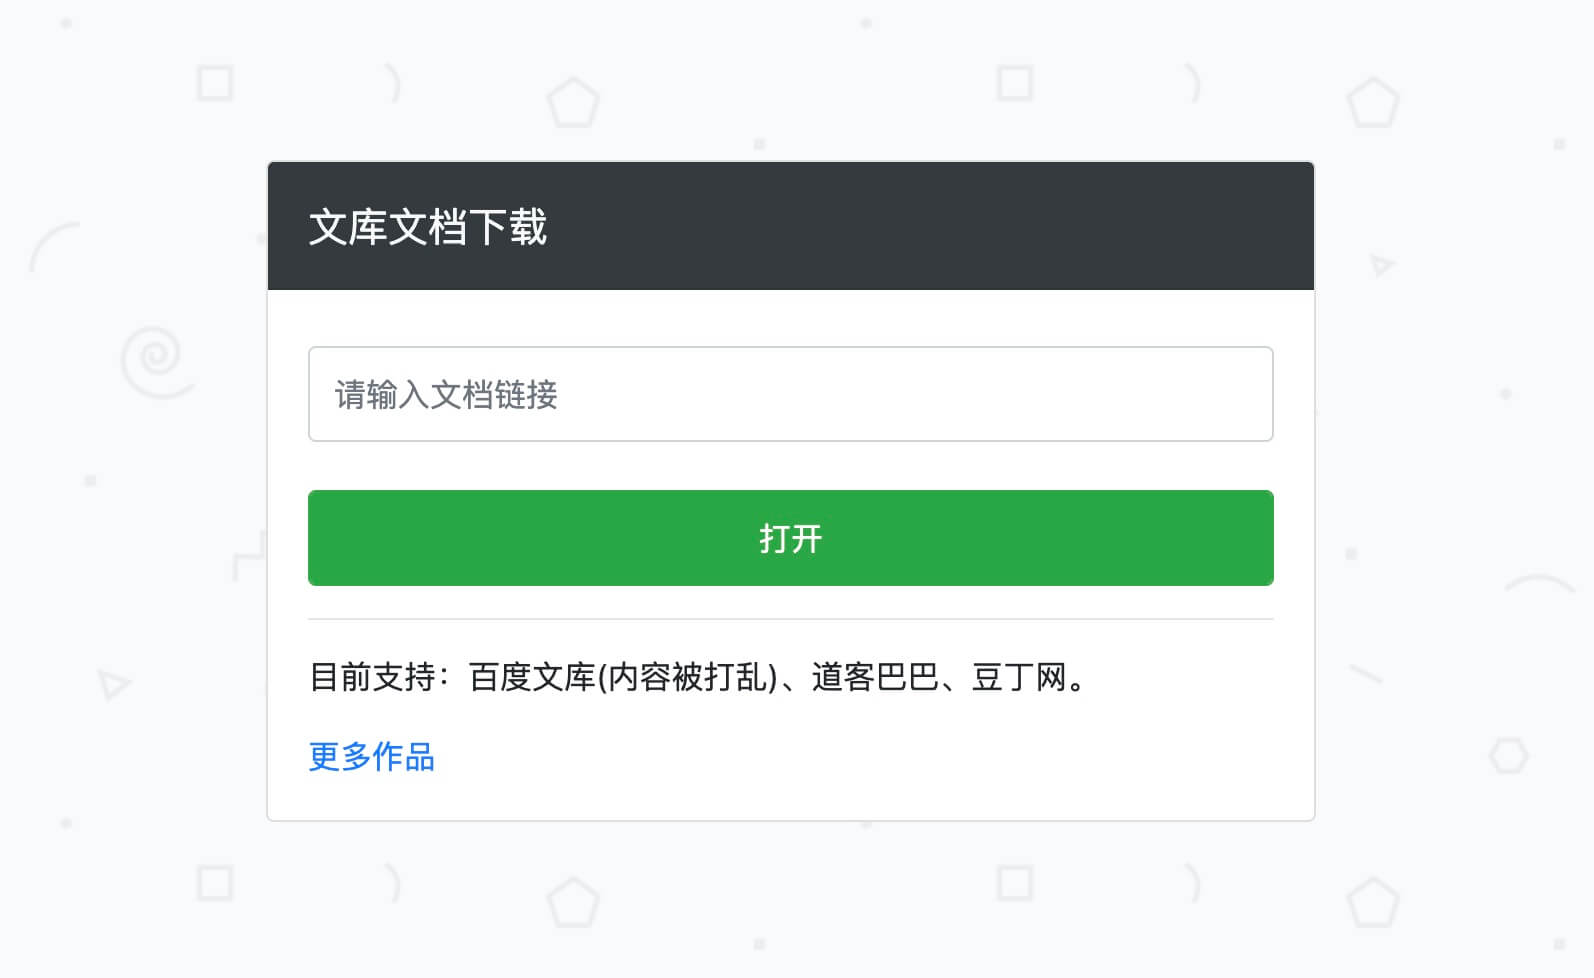 文库文档下载
请输入文档链接
打开
目前支持：百度文库(内容被打乱)、道客巴巴、豆丁网。
更多作品